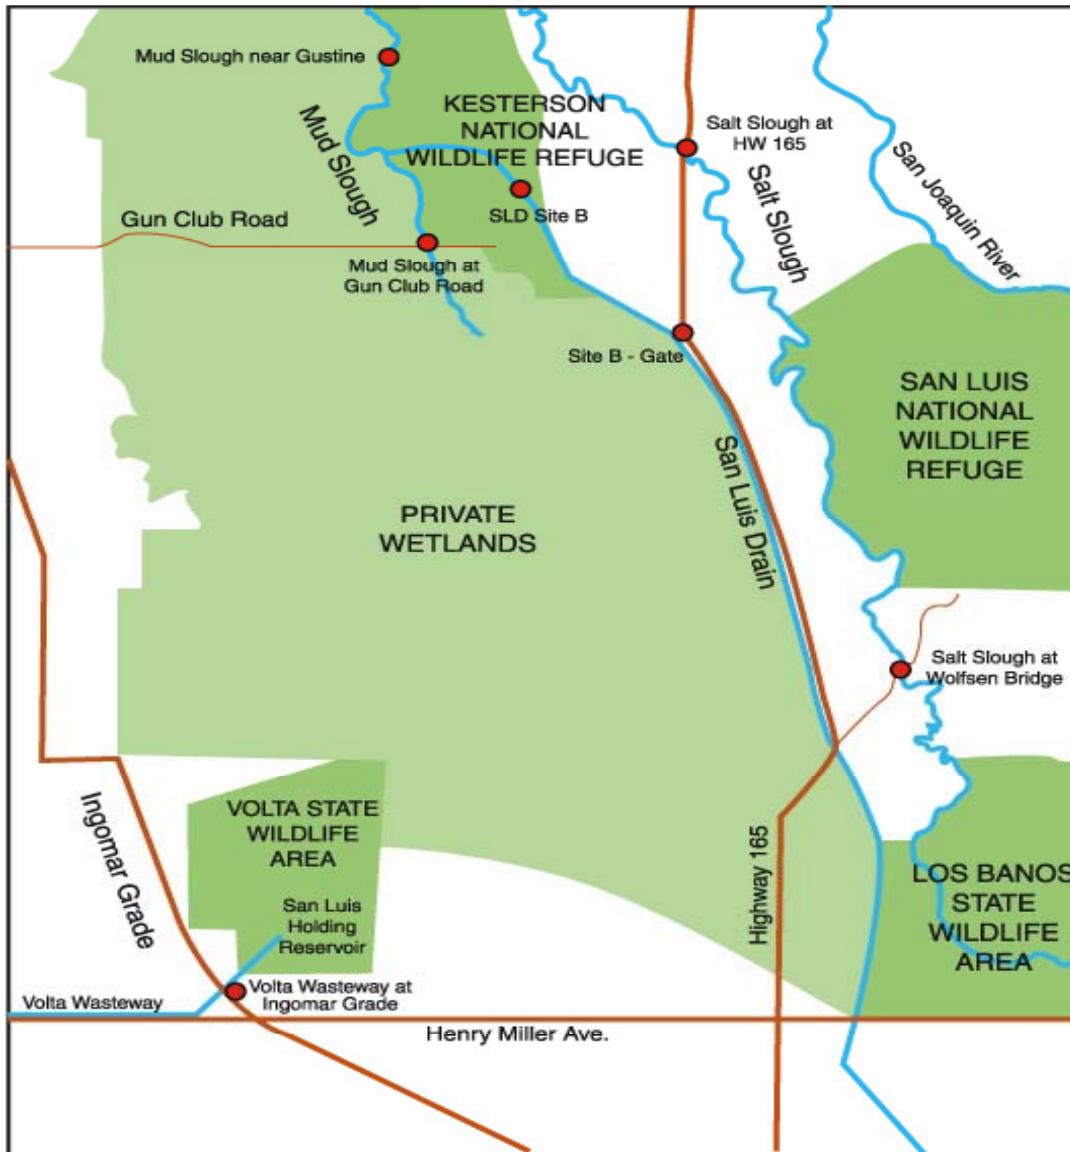 Mud Slough near Gustine
KESTERSON
NATIONAL
WILDLIFE REFUGE
Salt Slough at
HW 165
Mud Slough
San Joaquin River
Salt Slough
SLD Site B
Gun Club Road
Mud Slough at
Gun Club Road
Site B - Gate
SAN LUIS
NATIONAL
WILDLIFE
REFUGE
San Luis Drain
PRIVATE
WETLANDS
Salt Slough at
Wolfsen Bridge
Ingomar Grade
VOLTA STATE
WILDLIFE
AREA
Highway 165
LOS BANOS
STATE
WILDLIFE
AREA
San Luis
Holding
Reservoir
Volta Wasteway
Volta Wasteway at
Ingomar Grade
Henry Miller Ave.